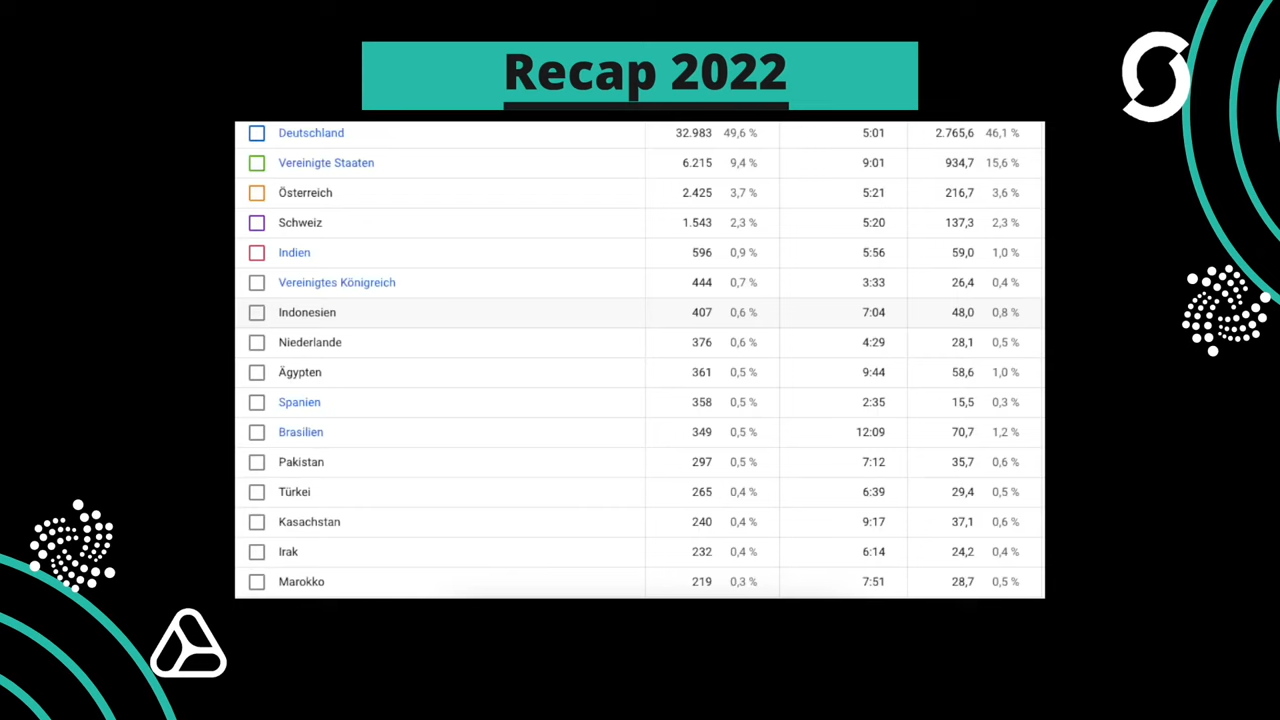 Recap 2022
Deutschland 32.983 49,6 % 5:01 2.765,6 46,1 %
Vereinigte Staaten 6.215 9,4 % 9:01 934,7 15,6 %
Österreich 2.425 3,7 % 5:21 216,7 3,6 %
Schweiz 1.543 2,3 % 5:20 137,3 2,3 %
Indien 596 0,9 % 5:56 59,0 1,0 %
Vereinigtes Königreich 444 0,7 % 3:33 26,4 0,4 %
Indonesien 407 0,6 % 7:04 48,0 0,8 %
Niederlande 376 0,6 % 4:29 28,1 0,5 %
Ägypten 361 0,5 % 9:44 58,6 1,0 %
Spanien 358 0,5 % 2:35 15,5 0,3 %
Brasilien 349 0,5 % 12:09 70,7 1,2 %
Pakistan 297 0,5 % 7:12 35,7 0,6 %
Türkei 265 0,4 % 6:39 29,4 0,5 %
Kasachstan 240 0,4 % 9:17 37,1 0,6 %
Irak 232 0,4 % 6:14 24,2 0,4 %
Marokko 219 0,3 % 7:51 28,7 0,5 %